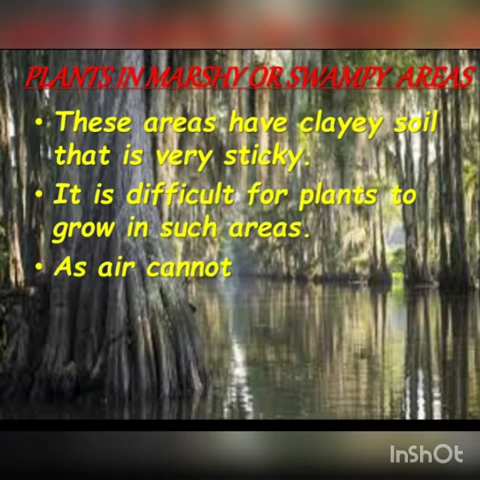 PLANTS IN MARSHY OR SWAMPY AREAS
• These areas have clayey soil
that is very sticky.
• It is difficult for plants to
grow in such areas.
• As air cannot
InShOt